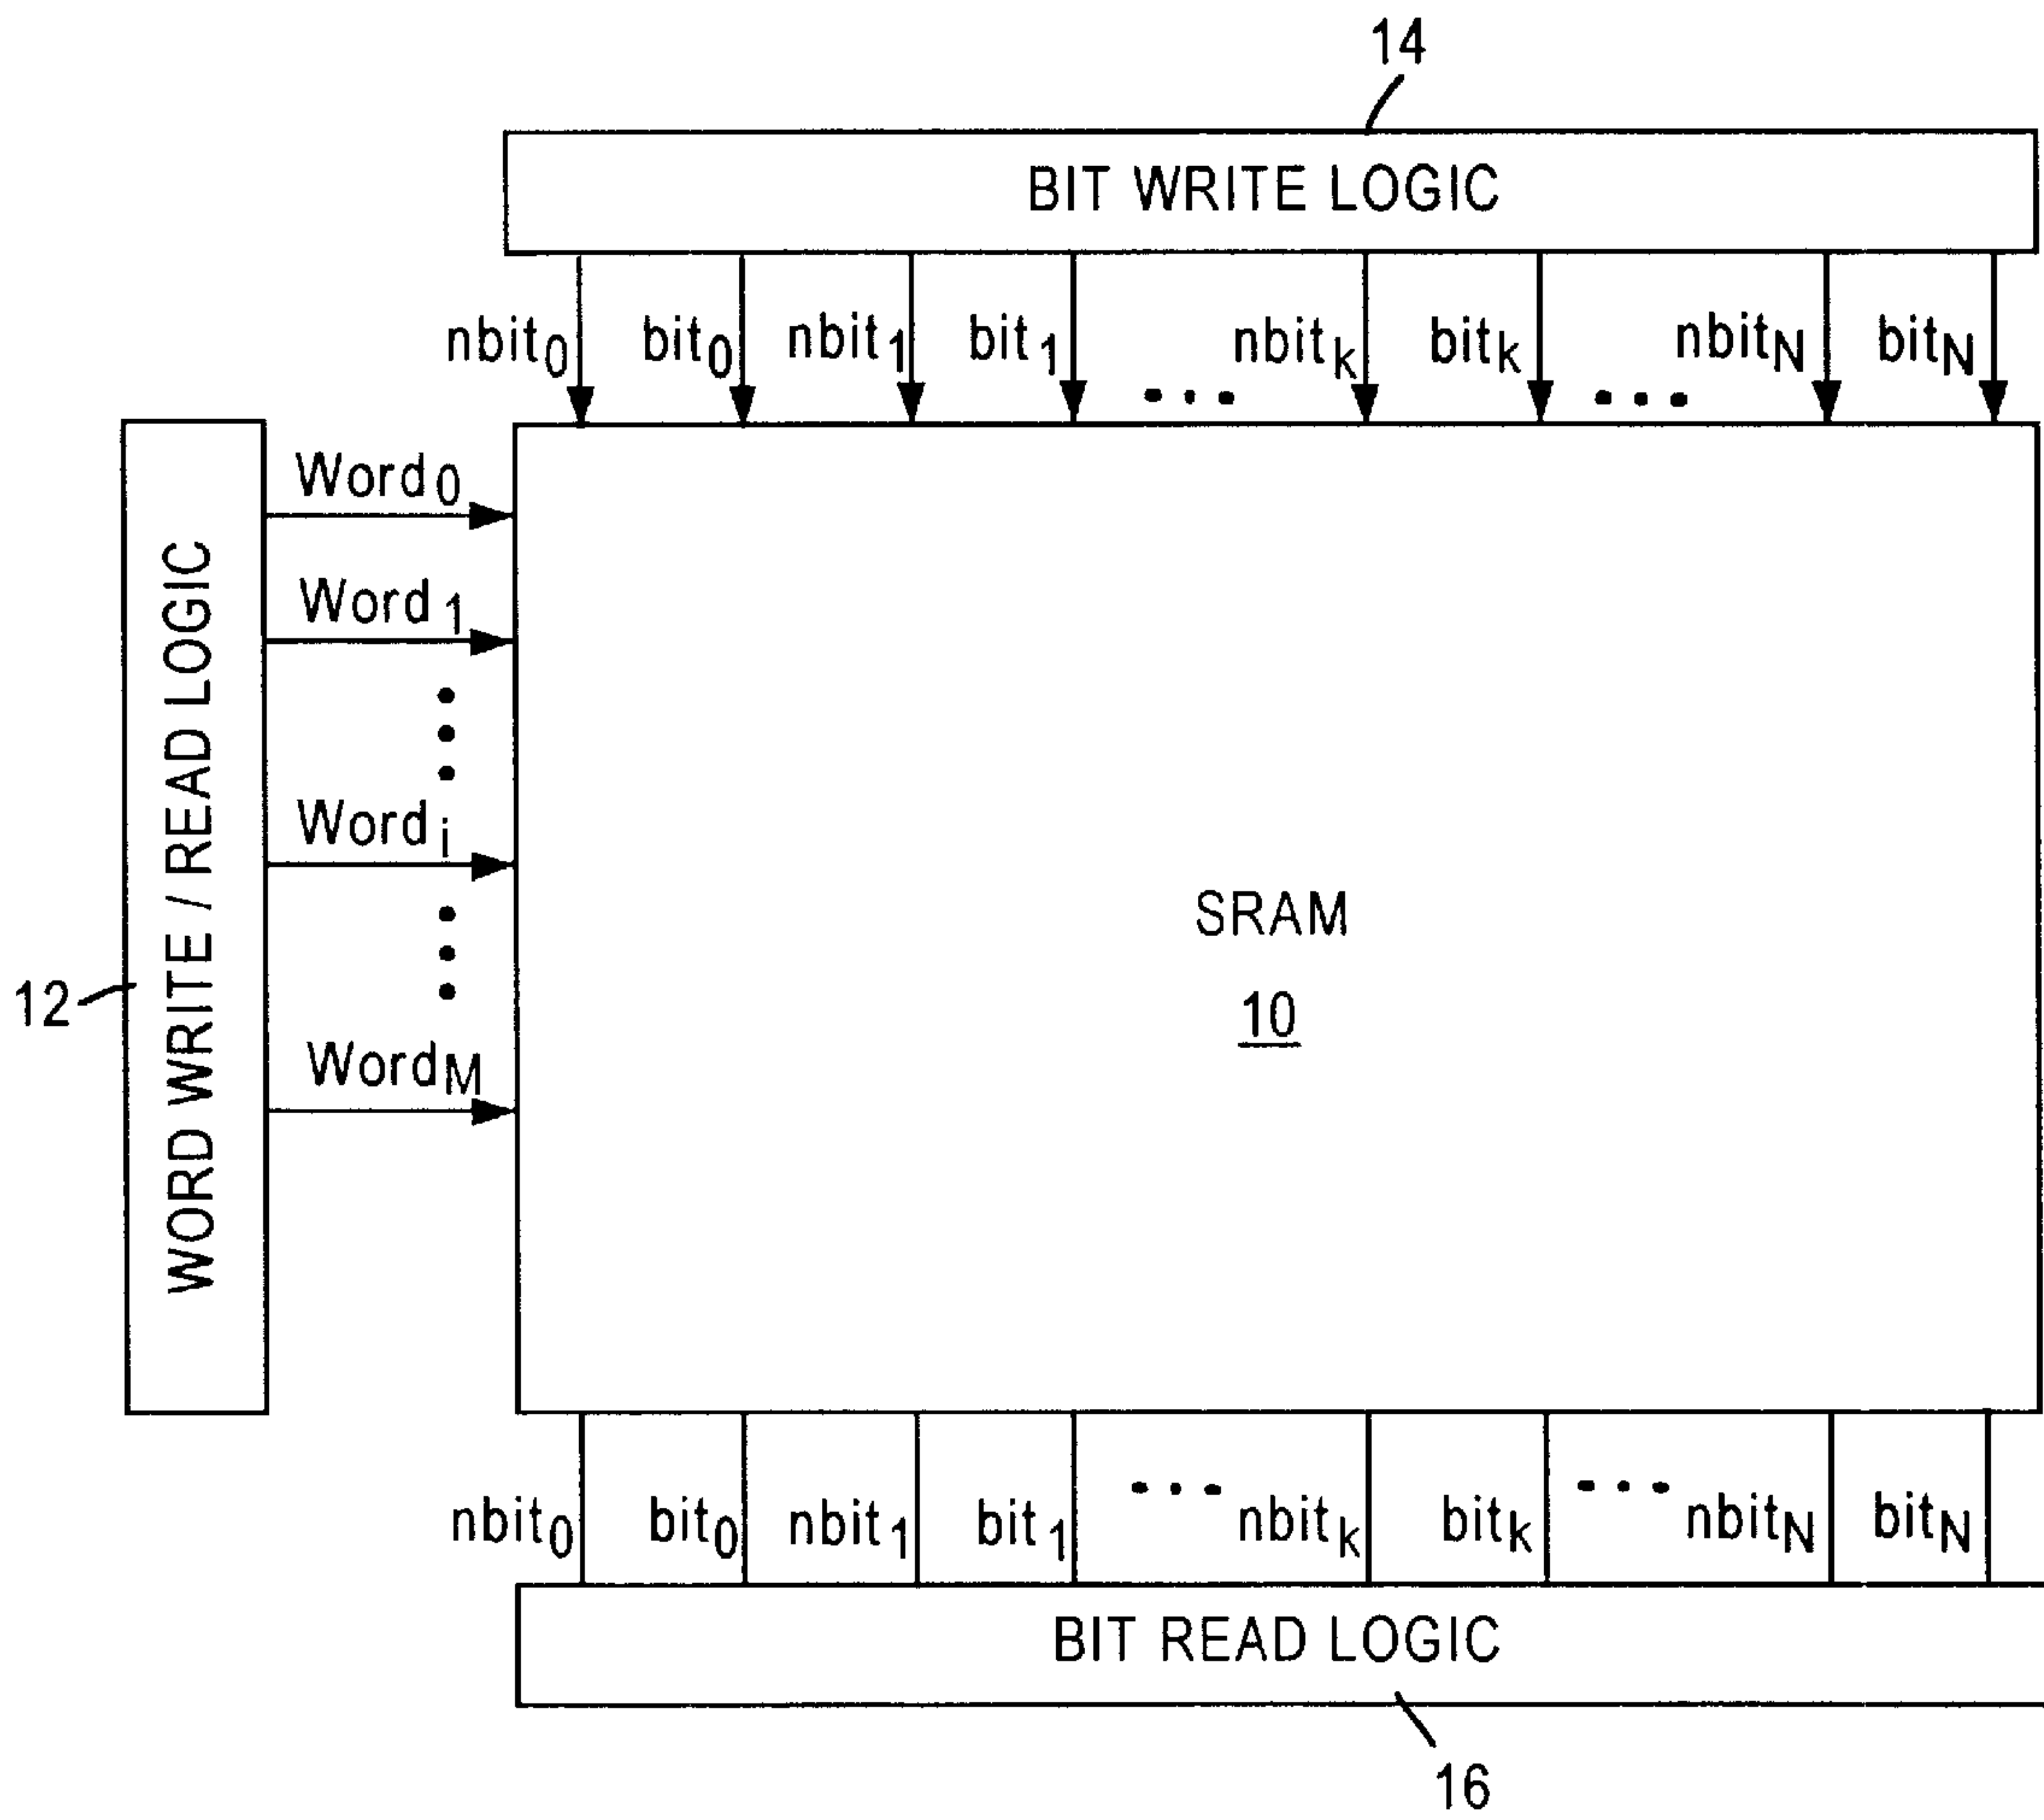 14
BIT WRITE LOGIC
nbit0 bit0 nbit1 bit1 ... nbitk bitk ... nbitN bitN
WORD WRITE / READ LOGIC
12
Word0
Word1
Wordi
WordM
SRAM
10
nbit0 bit0 nbit1 bit1 ... nbitk bitk ... nbitN bitN
BIT READ LOGIC
16